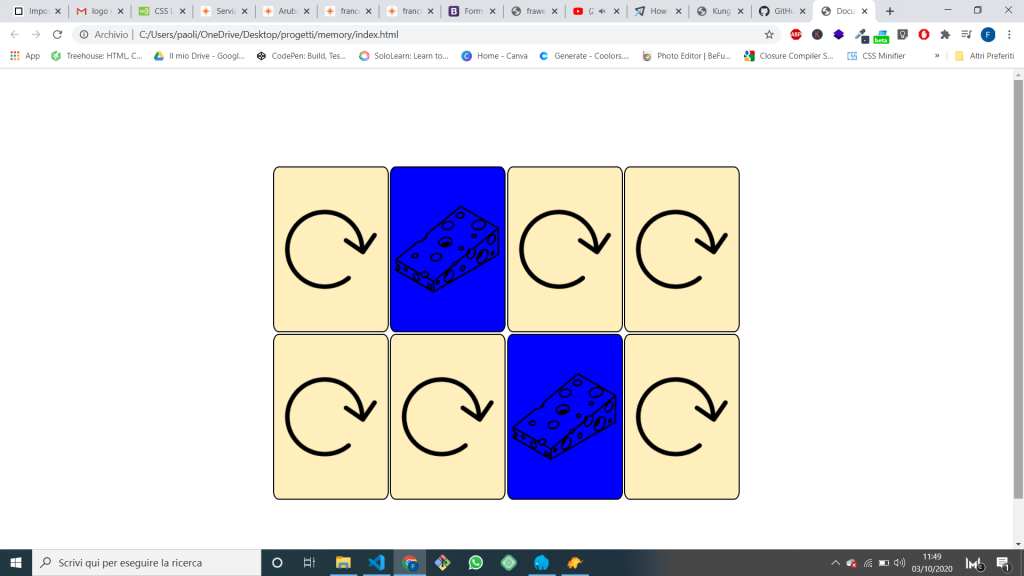 Impo
logo
CSS L
Serviz
Aruba
franc
franc
Form
frawe
(2
How
Kung
GitHu
Docu
Archivio | C:/Users/paoli/OneDrive/Desktop/progetti/memory/index.html
ABP
beta
F
App
Treehouse: HTML, C...
Il mio Drive - Googl...
CodePen: Build, Tes...
SoloLearn: Learn to...
Home - Canva
Generate - Coolors....
Photo Editor | BeFu...
Closure Compiler S...
CSS Minifier
»
Altri Preferiti
Scrivi qui per eseguire la ricerca
11:49
03/10/2020